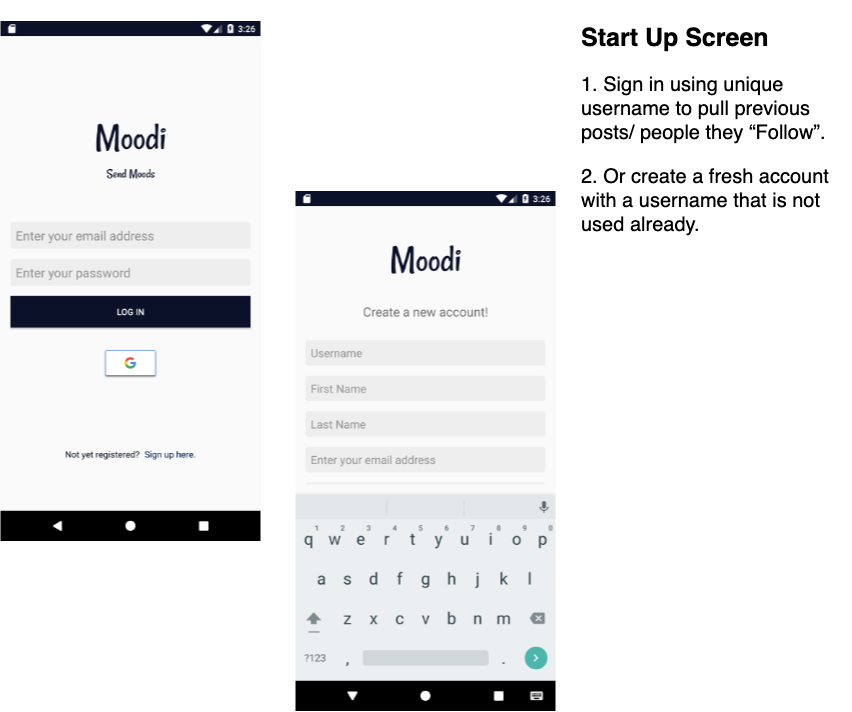 3:26
Moodi
Send Moods
Enter your email address
Enter your password
LOG IN
G
Not yet registered? Sign up here.
3:26
Moodi
Create a new account!
Username
First Name
Last Name
Enter your email address
1 2 3 4 5 6 7 8 9 0
q w e r t y u i o p
a s d f g h j k l
z x c v b n m
?123 , .
Start Up Screen
1. Sign in using unique
username to pull previous
posts/ people they “Follow”.
2. Or create a fresh account
with a username that is not
used already.